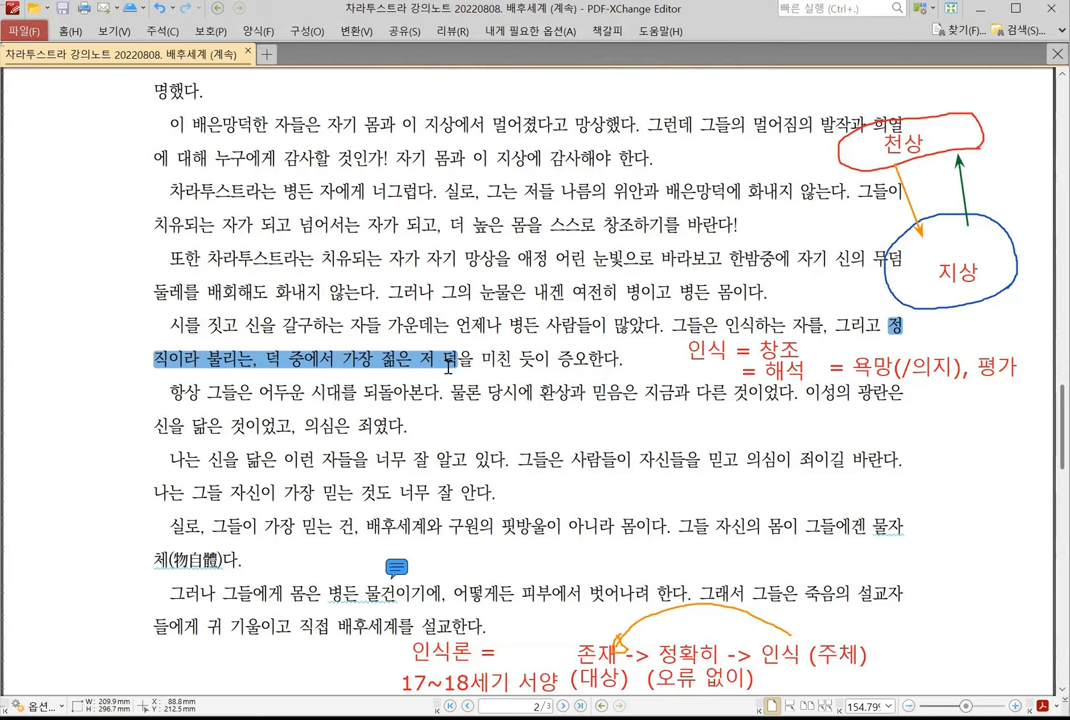 차라투스트라 강의노트 20220808. 배후세계 (계속) - PDF-XChange Editor
빠른 실행 (Ctrl+.)
파일(F) 홈(H) 보기(V) 주석(C) 보호(P) 양식(F) 구성(O) 변환(V) 공유(S) 리뷰(R) 내게 필요한 옵션(A) 책갈피 도움말(H) 찾기(F)... 검색(S)...
차라투스트라 강의노트 20220808. 배후세계 (계속)
명했다.
이 배은망덕한 자들은 자기 몸과 이 지상에서 멀어졌다고 망상했다. 그런데 그들의 멀어짐의 발작과 희열
천상
에 대해 누구에게 감사할 것인가! 자기 몸과 이 지상에 감사해야 한다.
차라투스트라는 병든 자에게 너그럽다. 실로, 그는 저들 나름의 위안과 배은망덕에 화내지 않는다. 그들이
치유되는 자가 되고 넘어서는 자가 되고, 더 높은 몸을 스스로 창조하기를 바란다!
또한 차라투스트라는 치유되는 자가 자기 망상을 애정 어린 눈빛으로 바라보고 한밤중에 자기 신의 무덤
지상
둘레를 배회해도 화내지 않는다. 그러나 그의 눈물은 내겐 여전히 병이고 병든 몸이다.
시를 짓고 신을 갈구하는 자들 가운데는 언제나 병든 사람들이 많았다. 그들은 인식하는 자를, 그리고 정
직이라 불리는, 덕 중에서 가장 젊은 저 덕을 미친 듯이 증오한다.
인식 = 창조
= 해석 = 욕망(/의지), 평가
항상 그들은 어두운 시대를 되돌아본다. 물론 당시에 환상과 믿음은 지금과 다른 것이었다. 이성의 광란은
신을 닮은 것이었고, 의심은 죄였다.
나는 신을 닮은 이런 자들을 너무 잘 알고 있다. 그들은 사람들이 자신들을 믿고 의심이 죄이길 바란다.
나는 그들 자신이 가장 믿는 것도 너무 잘 안다.
실로, 그들이 가장 믿는 건, 배후세계와 구원의 핏방울이 아니라 몸이다. 그들 자신의 몸이 그들에겐 물자
체(物自體)다.
그러나 그들에게 몸은 병든 물건이기에, 어떻게든 피부에서 벗어나려 한다. 그래서 그들은 죽음의 설교자
들에게 귀 기울이고 직접 배후세계를 설교한다.
인식론 = 존재 -> 정확히 -> 인식 (주체)
17~18세기 서양 (대상) (오류 없이)
옵션... W: 209.9mm H: 296.7mm X: 88.8mm Y: 212.5mm 2/3 154.79%